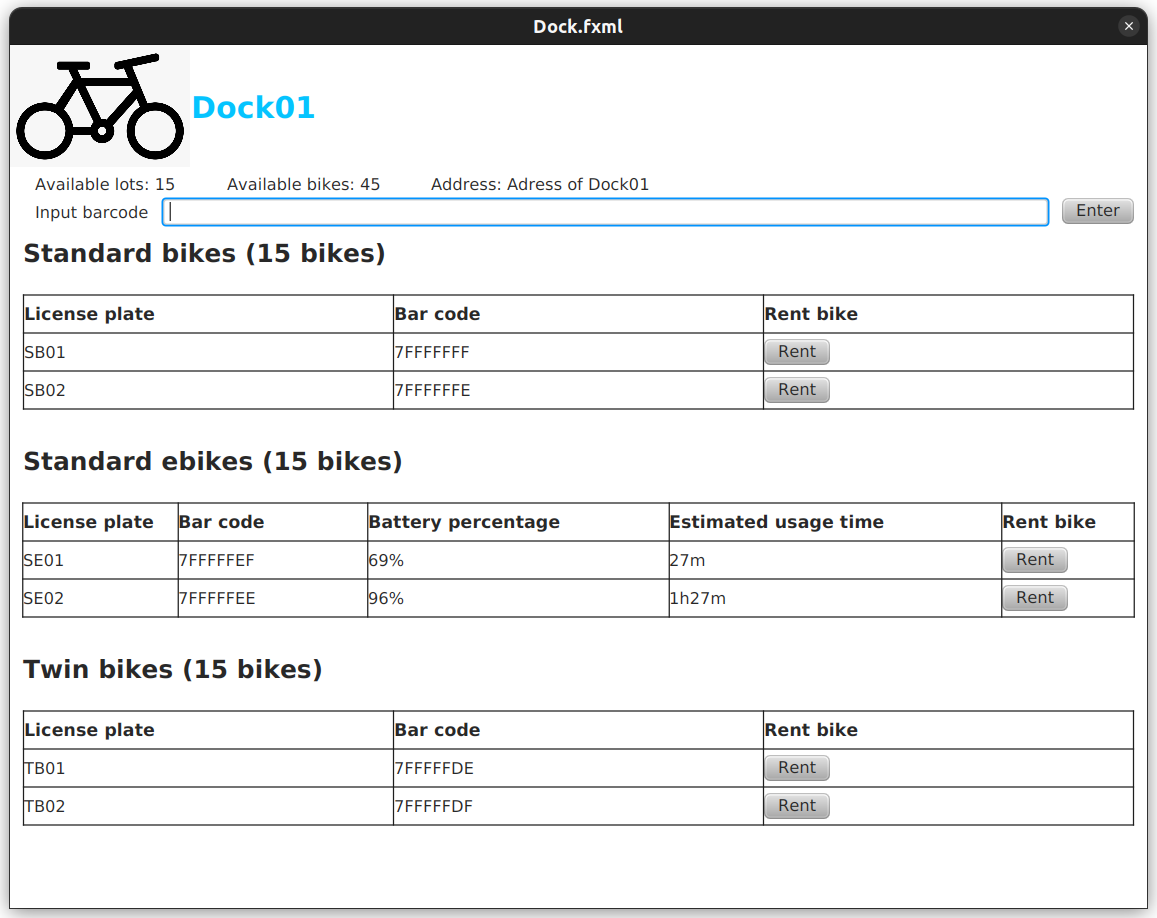 Dock.fxml
Dock01
Available lots: 15 Available bikes: 45 Address: Adress of Dock01
Input barcode Enter
Standard bikes (15 bikes)
License plate Bar code Rent bike
SB01 7FFFFFFF Rent
SB02 7FFFFFFE Rent
Standard ebikes (15 bikes)
License plate Bar code Battery percentage Estimated usage time Rent bike
SE01 7FFFFFEF 69% 27m Rent
SE02 7FFFFFEE 96% 1h27m Rent
Twin bikes (15 bikes)
License plate Bar code Rent bike
TB01 7FFFFFDE Rent
TB02 7FFFFFDF Rent